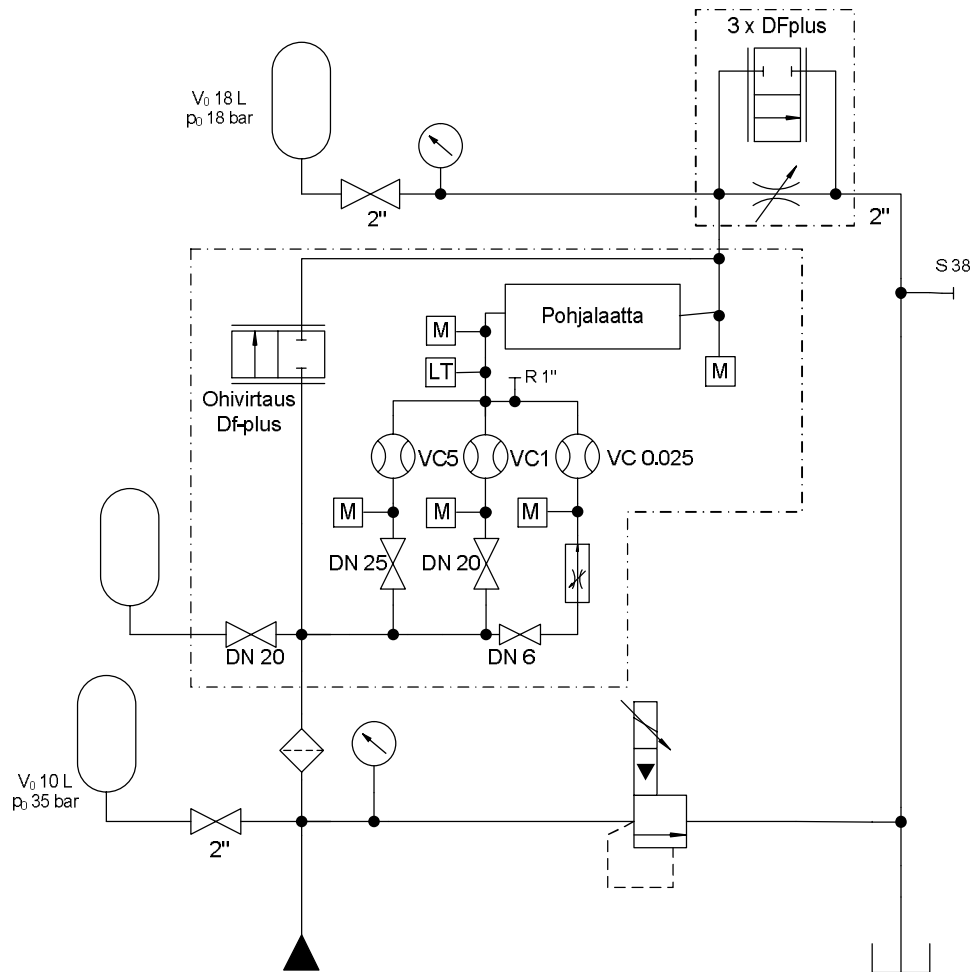 3 x DFplus
V₀ 18 L
p₀ 18 bar
2"
2"
S 38
Pohjalaatta
M
LT
R 1"
M
Ohivirtaus
Df-plus
VC5
VC1
VC 0.025
M
M
M
DN 25
DN 20
DN 20
DN 6
V₀ 10 L
p₀ 35 bar
2"